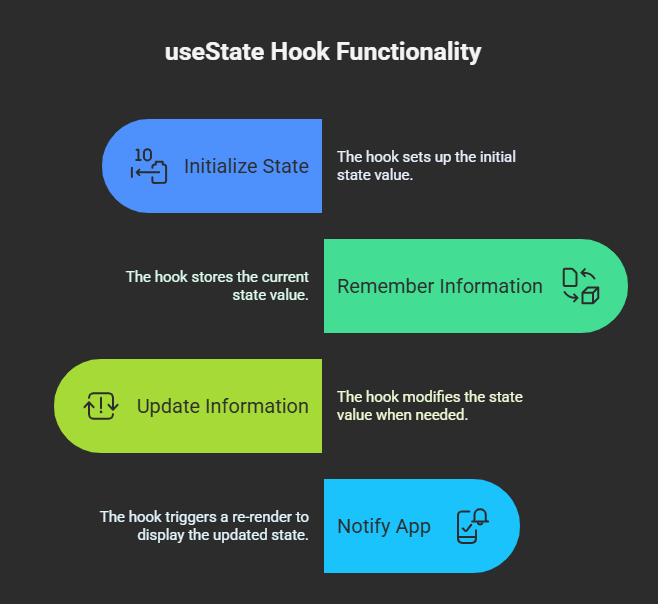 useState Hook Functionality
10
Initialize State
The hook sets up the initial
state value.
The hook stores the current
state value.
Remember Information
Update Information
The hook modifies the state
value when needed.
The hook triggers a re-render to
display the updated state.
Notify App